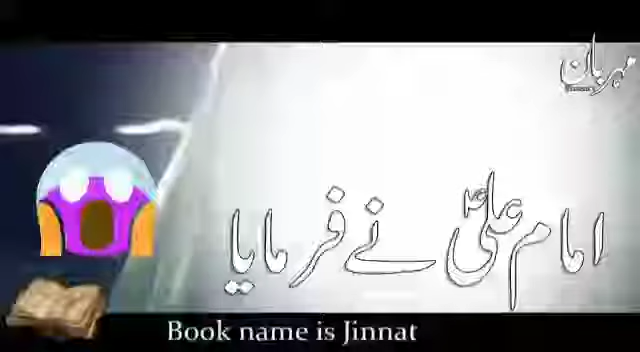 مہربان
امام علیؑ نے فرمایا
Book name is Jinnat